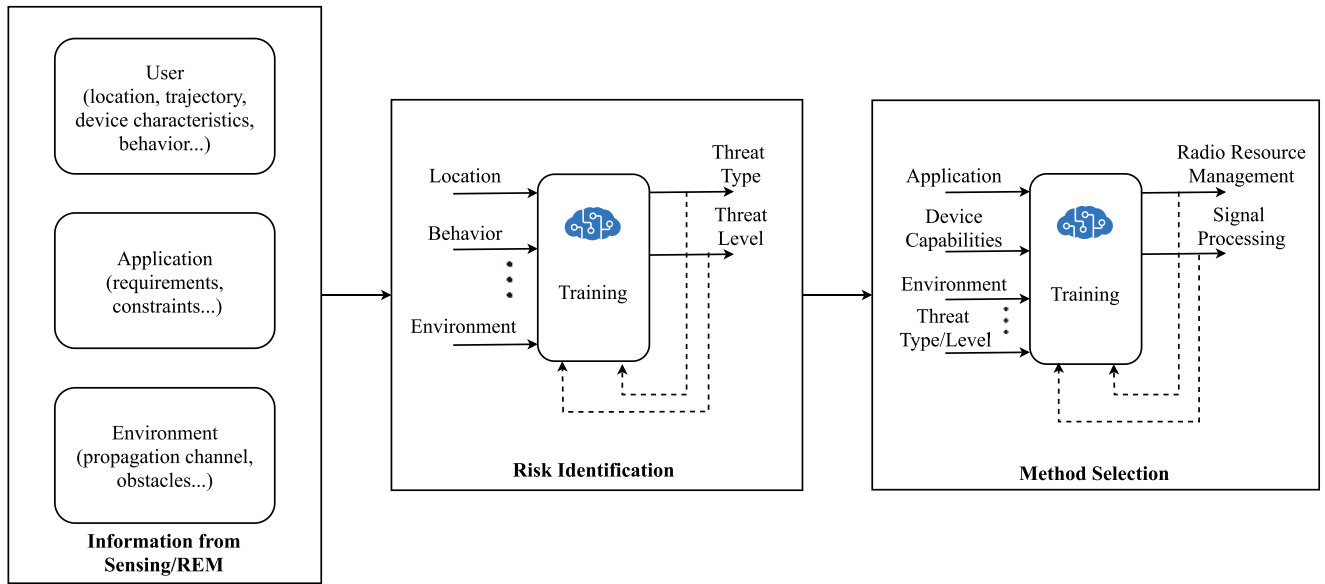 User
(location, trajectory,
device characteristics,
behavior...)
Application
(requirements,
constraints...)
Environment
(propagation channel,
obstacles...)
Information from
Sensing/REM
Location
Behavior
Environment
Training
Threat
Type
Threat
Level
Risk Identification
Application
Device
Capabilities
Environment
Threat
Type/Level
Training
Radio Resource
Management
Signal
Processing
Method Selection